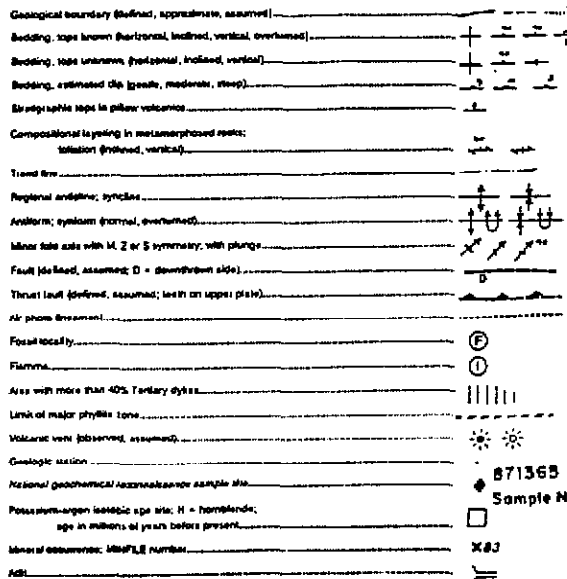 Geological boundary (defined, approximate, assumed)
Bedding, tops known (horizontal, inclined, vertical, overturned)
Bedding, tops unknown (horizontal, inclined, vertical)
Bedding, estimated dip (gentle, moderate, steep)
Stratigraphic tops in pillow volcanics
Compositional layering in metamorphosed rocks;
foliation (inclined, vertical)
Trend line
Regional anticline; syncline
Antiform; synform (normal, overturned)
Minor fold axis with M, Z or S symmetry; with plunge
Fault (defined, assumed; D = downthrown side)
D
Thrust fault (defined, assumed; teeth on upper plate)
Air photo lineament
Fossil locality
F
Fiamme
I
Area with more than 40% Tertiary dykes
Limit of major phyllite zone
Volcanic vent (observed, assumed)
Geologic station
National geochemical reconnaissance sample site
871365
Sample N
Potassium-argon isotopic age site; H = hornblende;
age in millions of years before present
Mineral occurrence; MINFILE number
X83
Adit